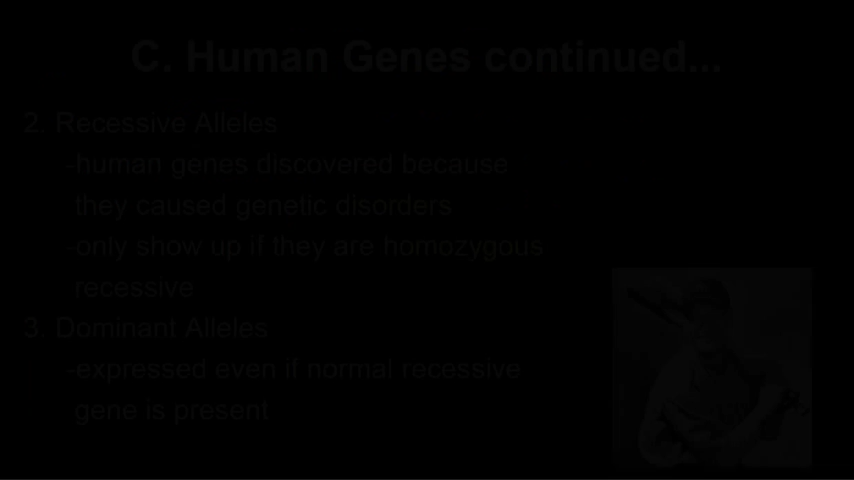 C. Human Genes continued...
2. Recessive Alleles
-human genes discovered because
they caused genetic disorders
-only show up if they are homozygous
recessive
3. Dominant Alleles
-expressed even if normal recessive
gene is present